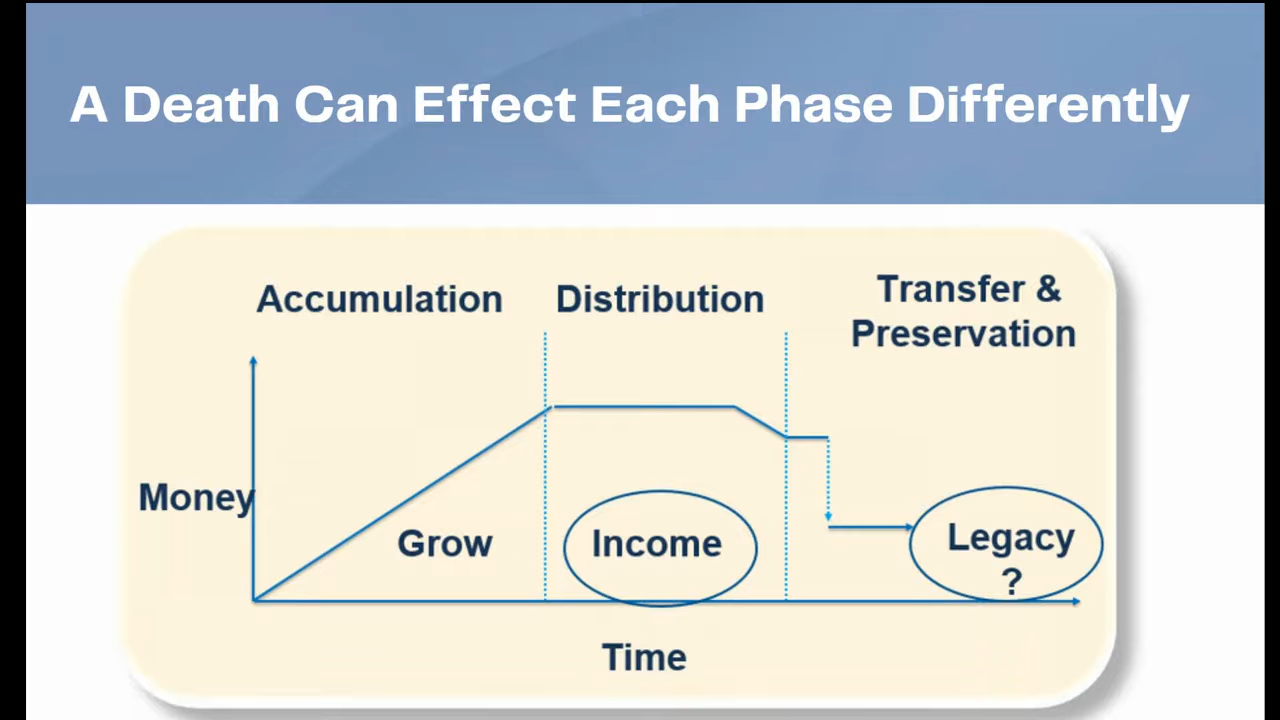 A Death Can Effect Each Phase Differently
Accumulation
Distribution
Transfer &
Preservation
Money
Grow
Income
Legacy
?
Time